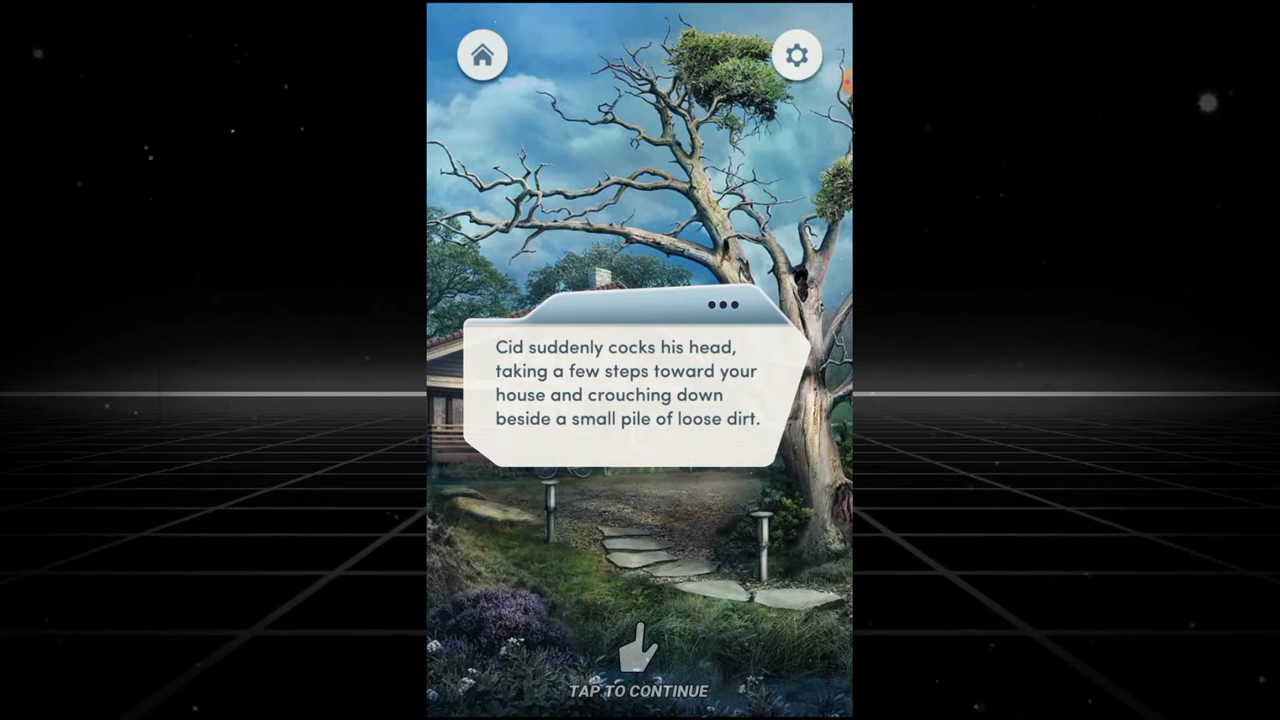 Cid suddenly cocks his head,
taking a few steps toward your
house and crouching down
beside a small pile of loose dirt.
TAP TO CONTINUE